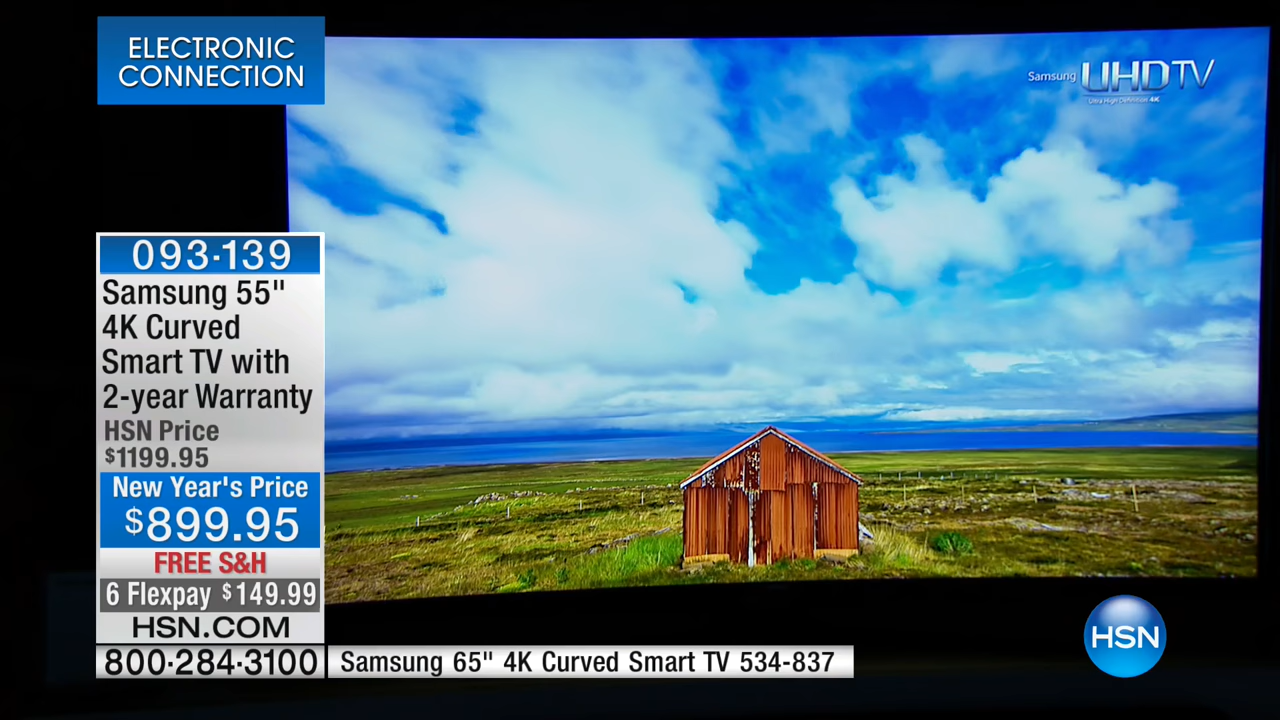 ELECTRONIC
CONNECTION
Samsung UHDTV
Ultra High Definition 4K
093·139
Samsung 55"
4K Curved
Smart TV with
2-year Warranty
HSN Price
$1199.95
New Year's Price
$899.95
FREE S&H
6 Flexpay $149.99
HSN.COM
800·284·3100
Samsung 65" 4K Curved Smart TV 534-837
HSN